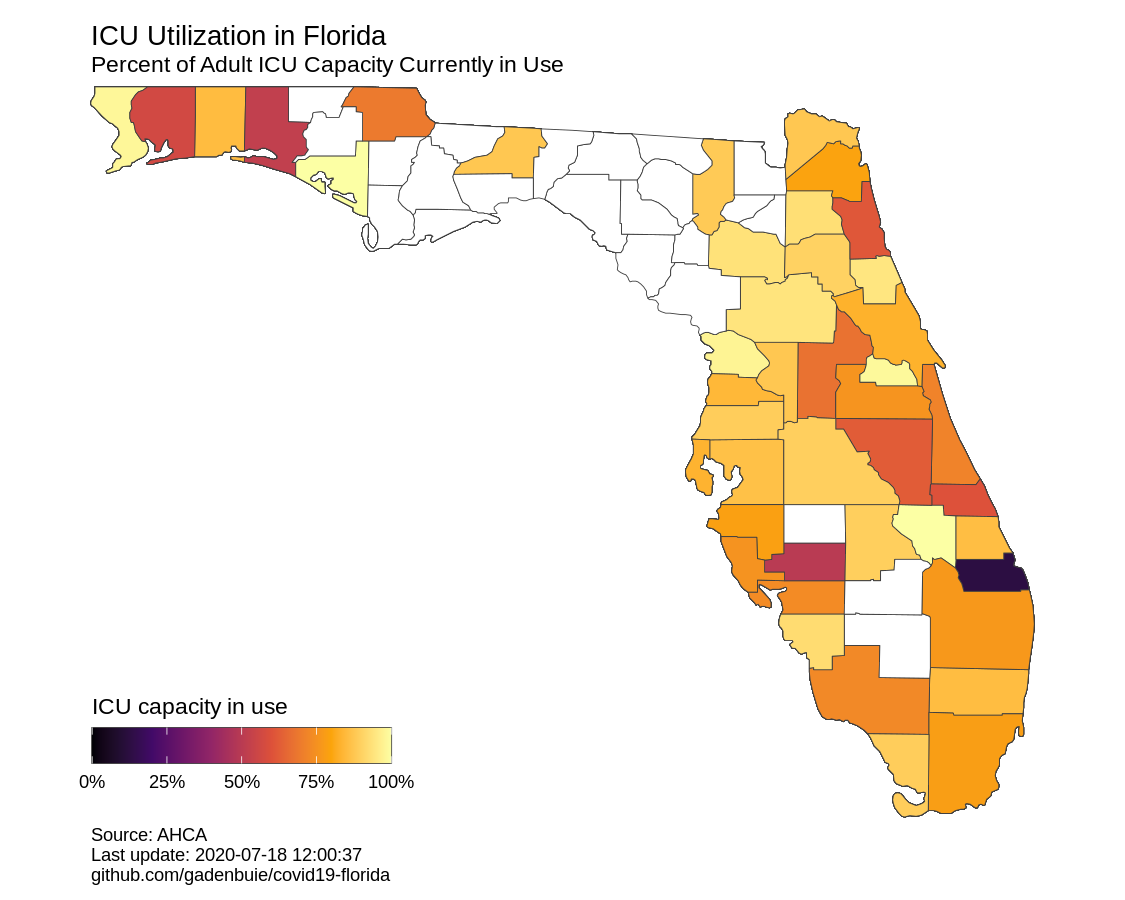 ICU Utilization in Florida
Percent of Adult ICU Capacity Currently in Use
ICU capacity in use
0% 25% 50% 75% 100%
Source: AHCA
Last update: 2020-07-18 12:00:37
github.com/gadenbuie/covid19-florida